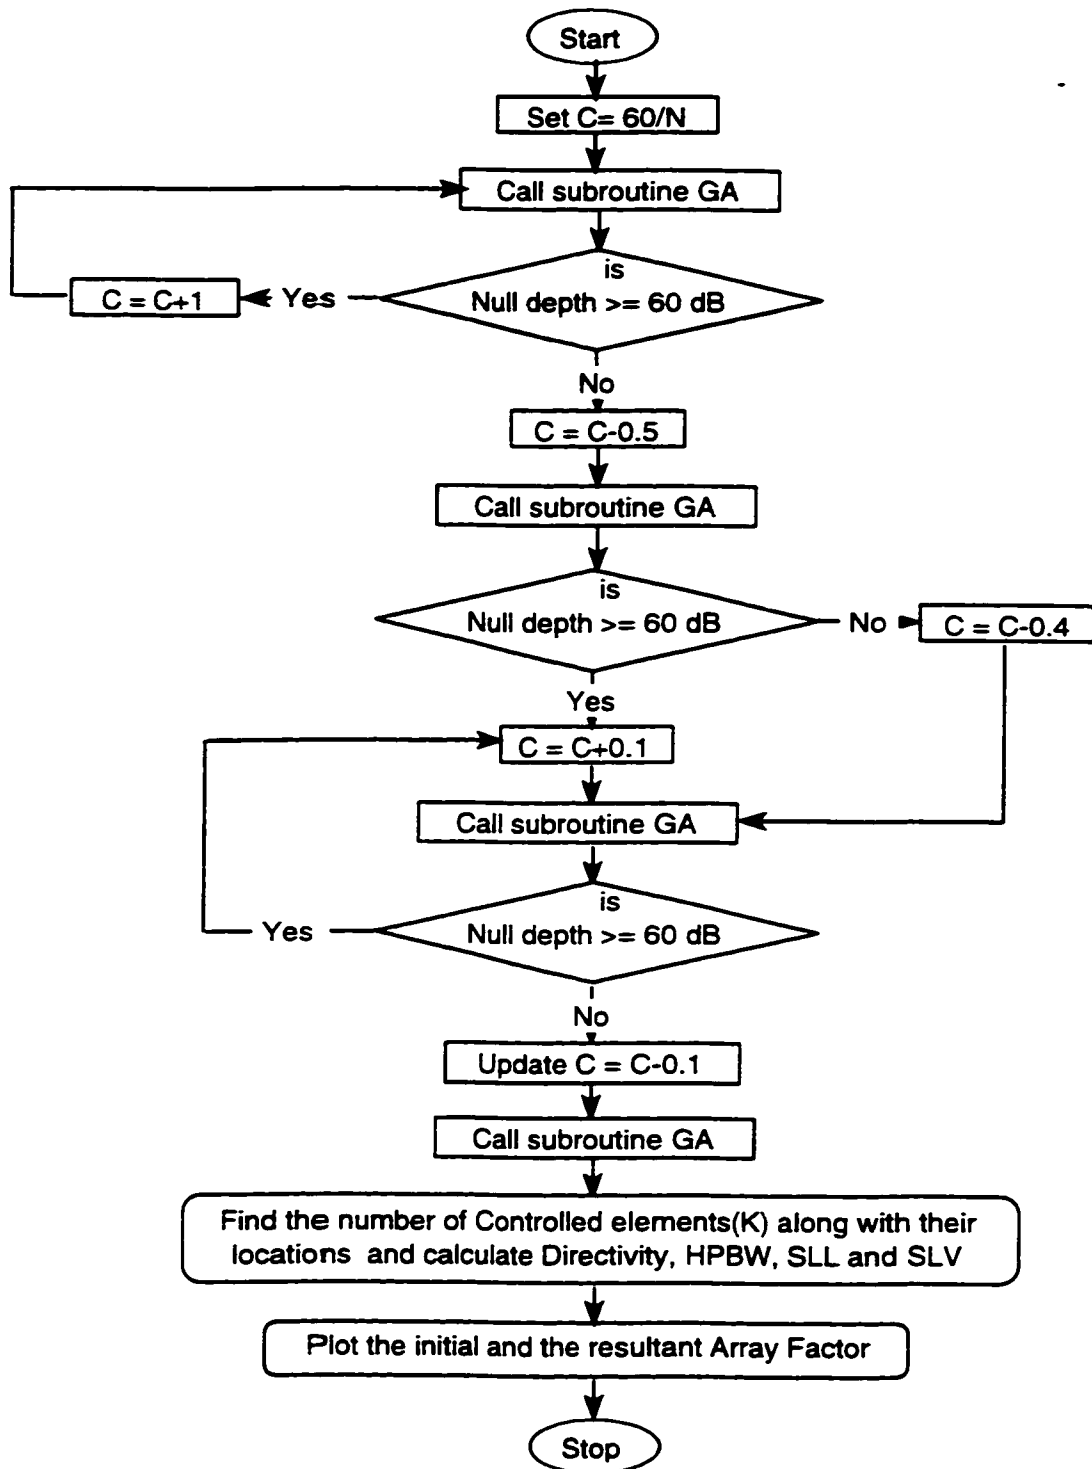 Start
Set C= 60/N
Call subroutine GA
is
Null depth >= 60 dB
Yes
C = C+1
No
C = C-0.5
Call subroutine GA
is
Null depth >= 60 dB
No
C = C-0.4
Yes
C = C+0.1
Call subroutine GA
is
Null depth >= 60 dB
Yes
No
Update C = C-0.1
Call subroutine GA
Find the number of Controlled elements(K) along with their
locations and calculate Directivity, HPBW, SLL and SLV
Plot the initial and the resultant Array Factor
Stop